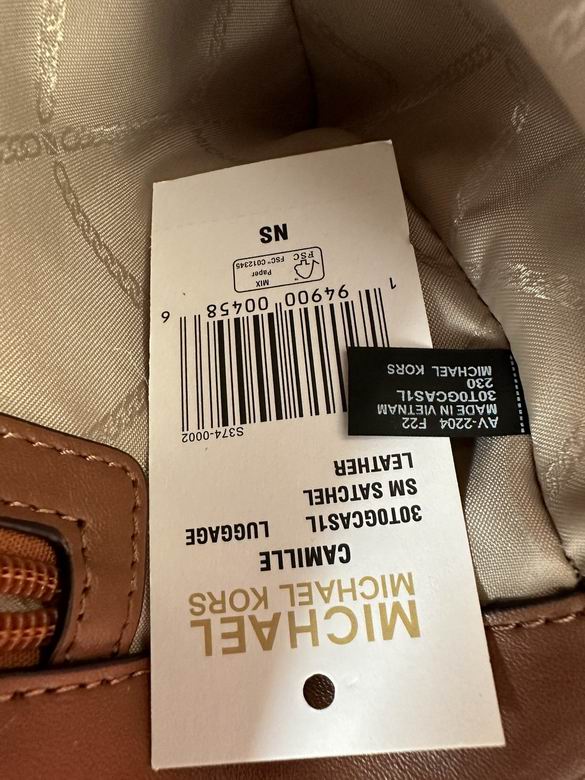 MICHAEL
MICHAEL KORS
CAMILLE
30T0GCAS1L LUGGAGE
SM SATCHEL
LEATHER
S374-0002
1 94900 00458 6
MIX
Paper
FSC™ C012345
FSC
NS
AV-2204 F22
MADE IN VIETNAM
30T0GCAS1L
230
MICHAEL KORS